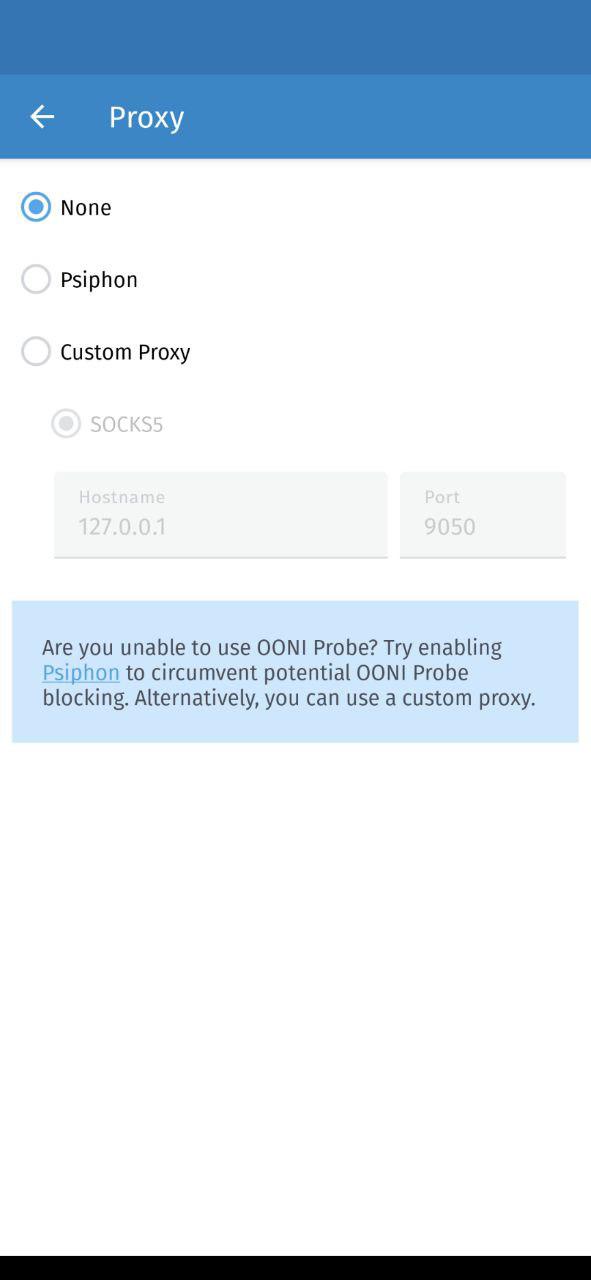 Proxy
None
Psiphon
Custom Proxy
SOCKS5
Hostname
127.0.0.1
Port
9050
Are you unable to use OONI Probe? Try enabling
Psiphon to circumvent potential OONI Probe
blocking. Alternatively, you can use a custom proxy.